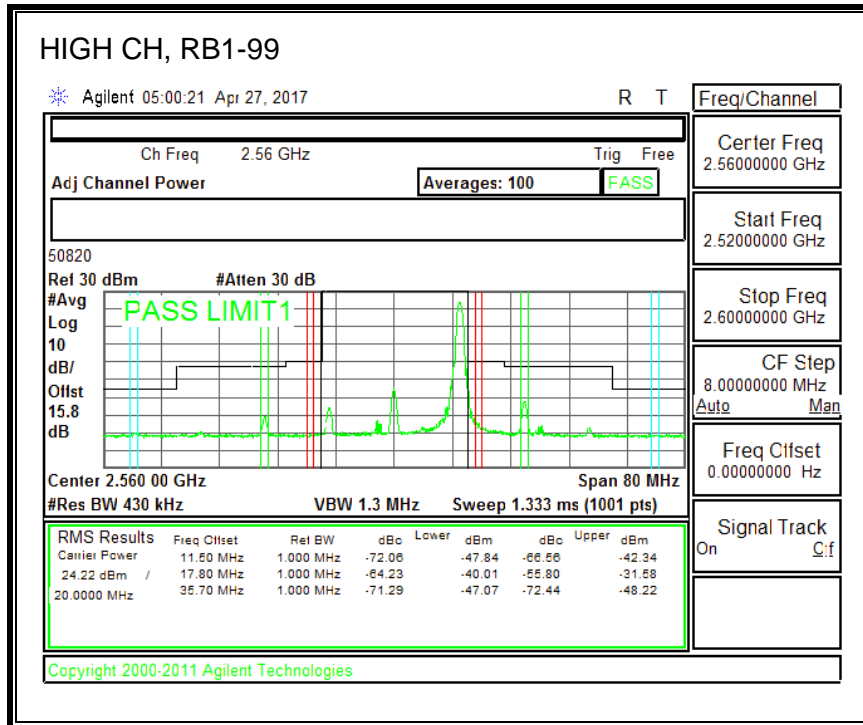 HIGH CH, RB1-99
Agilent 05:00:21 Apr 27, 2017 R T
Freq/Channel
Ch Freq 2.56 GHz Trig Free
Adj Channel Power Averages: 100 PASS
Center Freq
2.56000000 GHz
Start Freq
2.52000000 GHz
Stop Freq
2.60000000 GHz
CF Step
8.00000000 MHz
Auto Man
Freq Offset
0.00000000 Hz
Signal Track
On Off
50820
Ref 30 dBm #Atten 30 dB
#Avg
Log
10
dB/
Offst
15.8
dB
PASS LIMIT1
Center 2.560 00 GHz Span 80 MHz
#Res BW 430 kHz VBW 1.3 MHz Sweep 1.333 ms (1001 pts)
RMS Results Freq Offset Ref BW dBc Lower dBm dBc Upper dBm
Carrier Power 11.50 MHz 1.000 MHz -72.06 -47.84 -66.56 -42.34
24.22 dBm / 17.80 MHz 1.000 MHz -64.23 -40.01 -55.80 -31.58
20.0000 MHz 35.70 MHz 1.000 MHz -71.29 -47.07 -72.44 -48.22
Copyright 2000-2011 Agilent Technologies